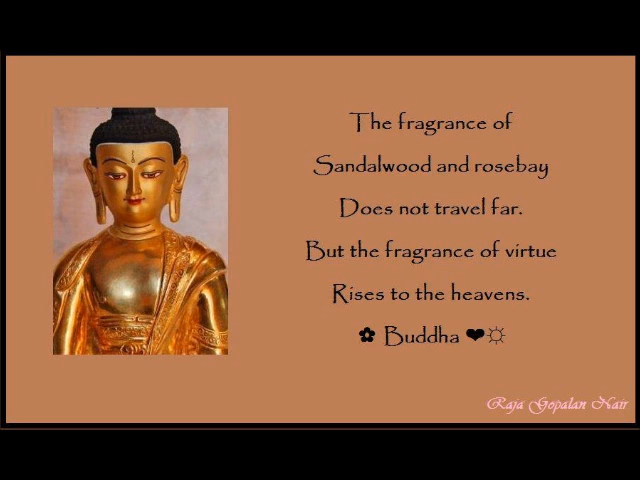 The fragrance of
Sandalwood and rosebay
Does not travel far.
But the fragrance of virtue
Rises to the heavens.
✿ Buddha ❤☼
Raja Gopalan Nair